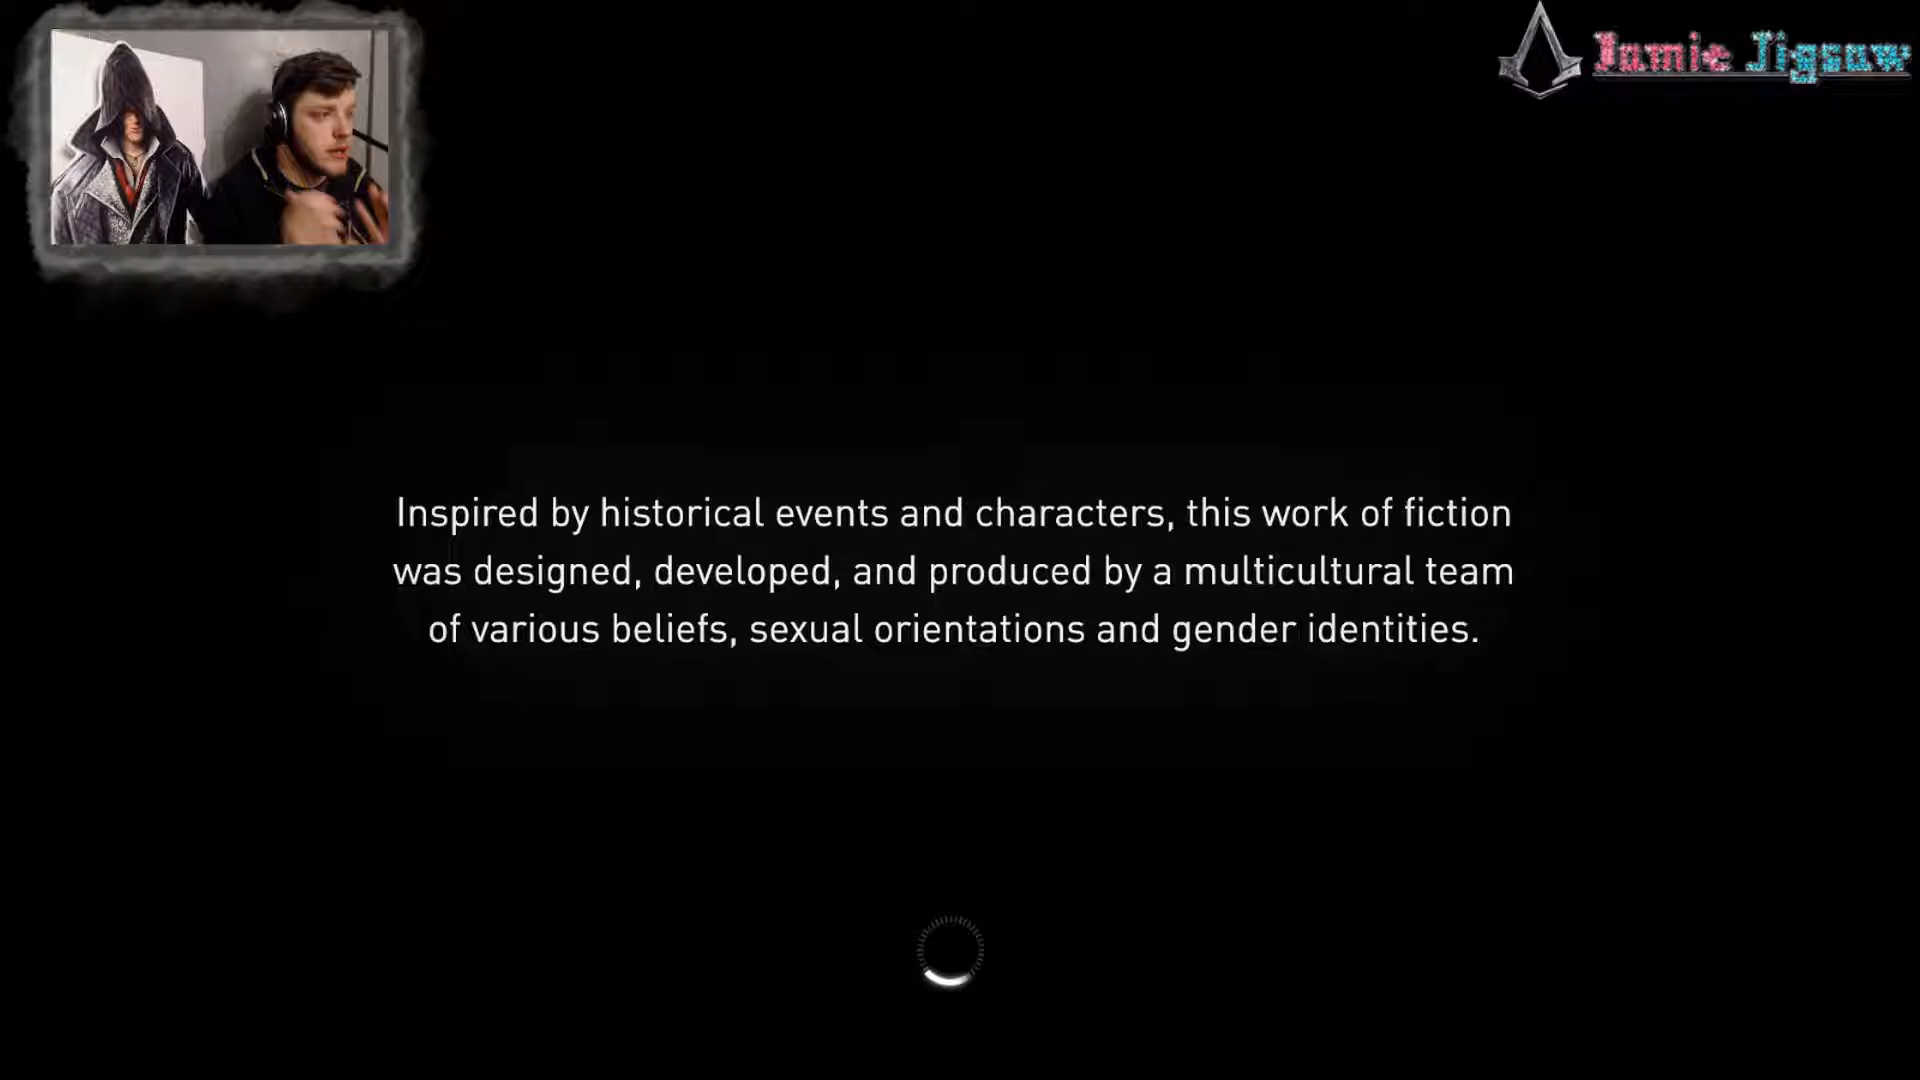 Jamie Jigsaw
Inspired by historical events and characters, this work of fiction
was designed, developed, and produced by a multicultural team
of various beliefs, sexual orientations and gender identities.